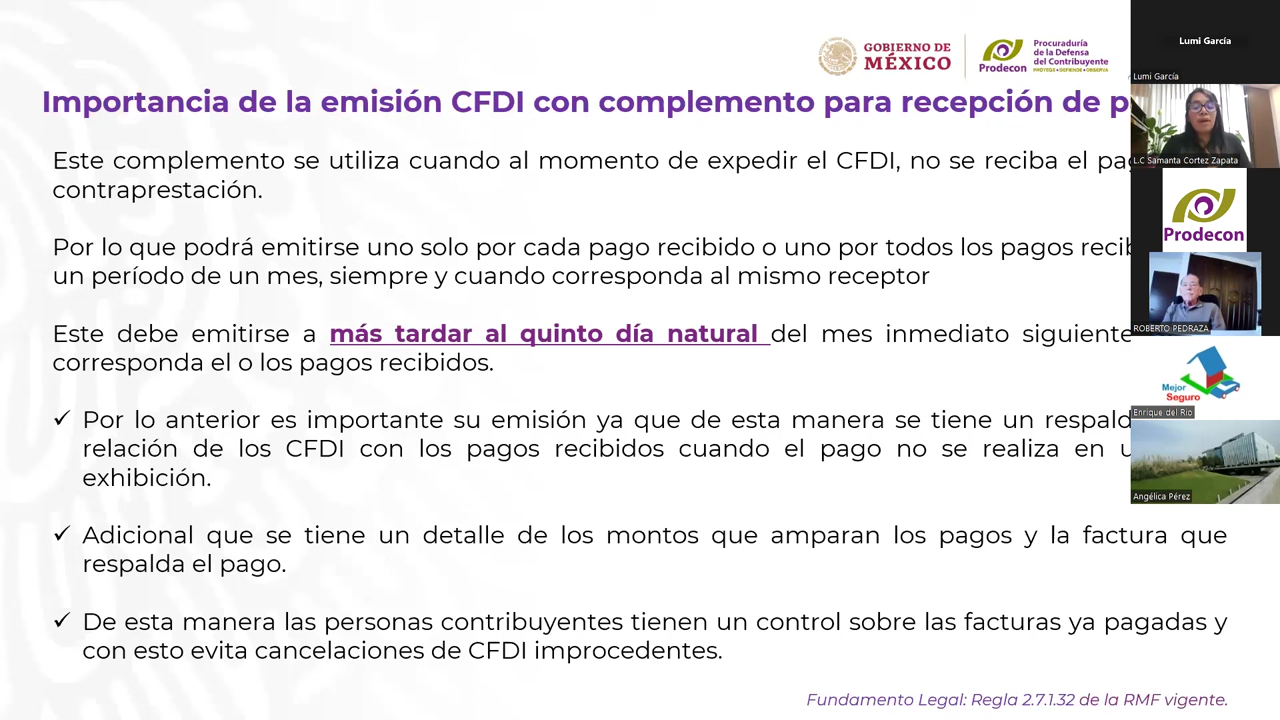 GOBIERNO DE
MÉXICO
Prodecon
Procuraduría
de la Defensa
del Contribuyente
PROTEGE • DEFIENDE • OBSERVA
Importancia de la emisión CFDI con complemento para recepción de p
Este complemento se utiliza cuando al momento de expedir el CFDI, no se reciba el
contraprestación.
Por lo que podrá emitirse uno solo por cada pago recibido o uno por todos los pagos
un período de un mes, siempre y cuando corresponda al mismo receptor
Este debe emitirse a más tardar al quinto día natural del mes inmediato siguiente
corresponda el o los pagos recibidos.
✓ Por lo anterior es importante su emisión ya que de esta manera se tiene un
relación de los CFDI con los pagos recibidos cuando el pago no se realiza en
exhibición.
✓ Adicional que se tiene un detalle de los montos que amparan los pagos y la factura que
respalda el pago.
✓ De esta manera las personas contribuyentes tienen un control sobre las facturas ya pagadas y
con esto evita cancelaciones de CFDI improcedentes.
Fundamento Legal: Regla 2.7.1.32 de la RMF vigente.
Lumi García
Lumi García
L.C Samanta Cortez Zapata
Prodecon
ROBERTO PEDRAZA
Mejor
Seguro
Enrique del Río
Angélica Pérez